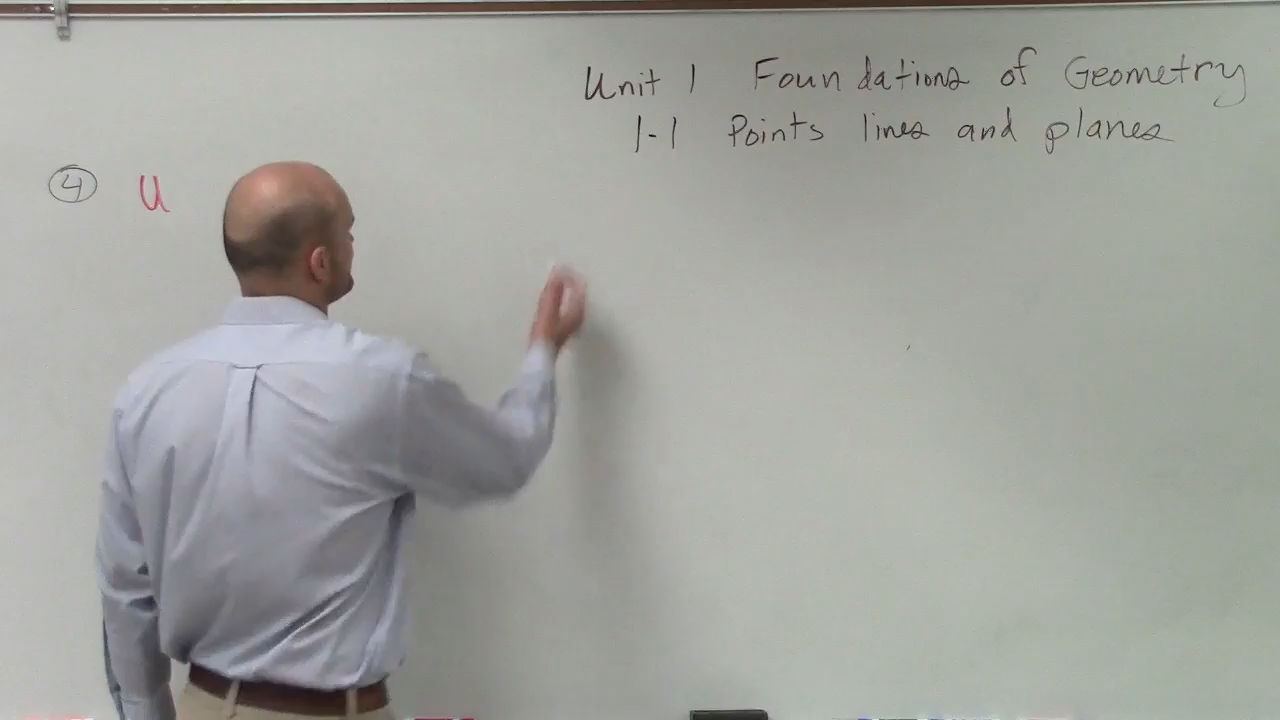 Unit 1 Foundations of Geometry
1-1 Points lines and planes
④ U